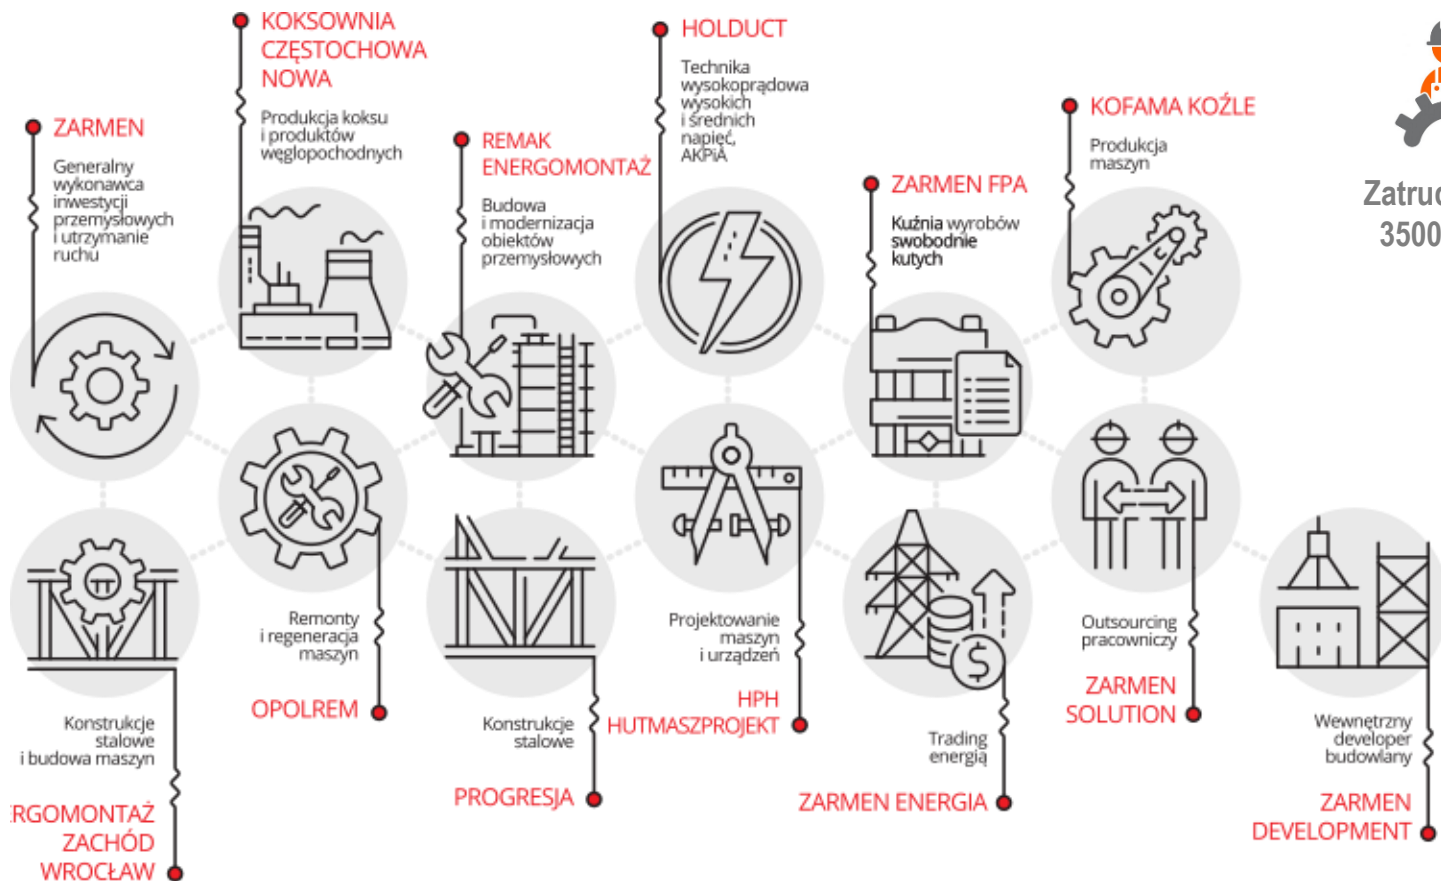 ZARMEN
Generalny
wykonawca
inwestycji
przemysłowych
i utrzymanie
ruchu
KOKSOWNIA
CZĘSTOCHOWA
NOWA
Produkcja koksu
i produktów
węglopochodnych
REMAK
ENERGOMONTAŻ
Budowa
i modernizacja
obiektów
przemysłowych
HOLDUCT
Technika
wysokoprądowa
wysokich
i średnich
napięć,
AKPiA
ZARMEN FPA
Kuźnia wyrobów
swobodnie
kutych
KOFAMA KOŹLE
Produkcja
maszyn
Zatruc
3500
Konstrukcje
stalowe
i budowa maszyn
RGOMONTAŻ
ZACHÓD
WROCŁAW
Remonty
i regeneracja
maszyn
OPOLREM
Konstrukcje
stalowe
PROGRESJA
Projektowanie
maszyn
i urządzeń
HPH
HUTMASZPROJEKT
$
Trading
energią
ZARMEN ENERGIA
Outsourcing
pracowniczy
ZARMEN
SOLUTION
Wewnętrzny
developer
budowlany
ZARMEN
DEVELOPMENT